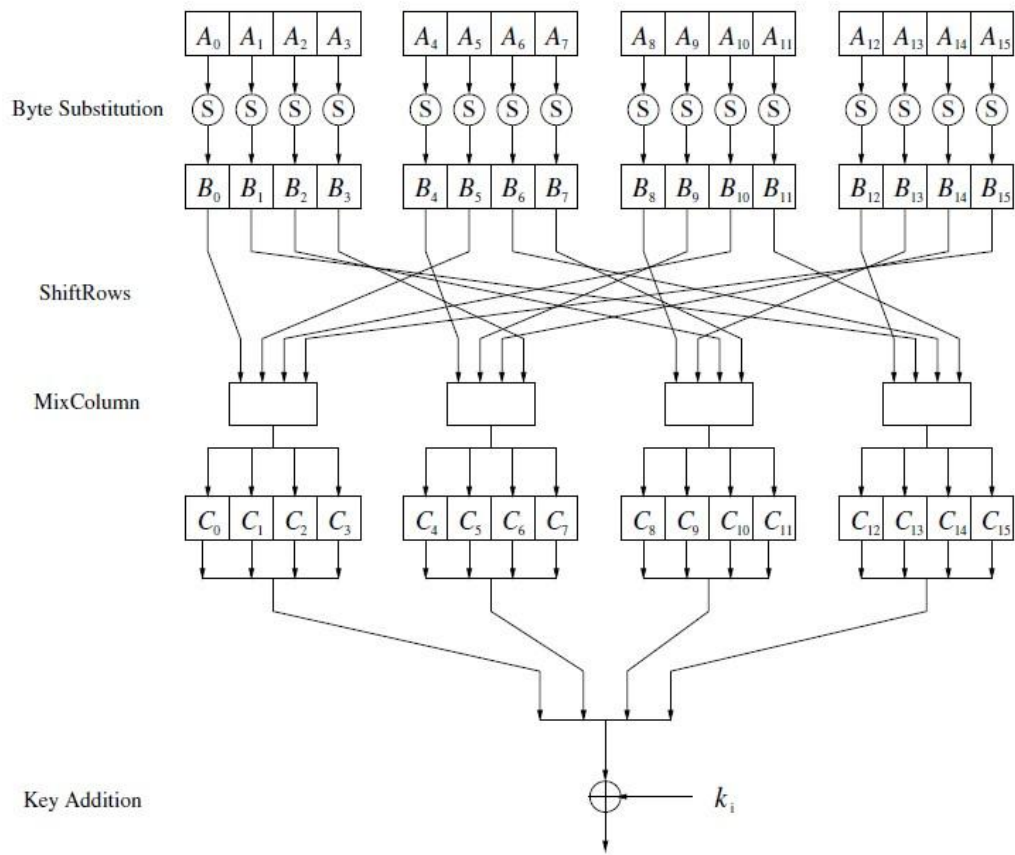 A₀ A₁ A₂ A₃ A₄ A₅ A₆ A₇ A₈ A₉ A₁₀ A₁₁ A₁₂ A₁₃ A₁₄ A₁₅
Byte Substitution S S S S S S S S S S S S S S S S
B₀ B₁ B₂ B₃ B₄ B₅ B₆ B₇ B₈ B₉ B₁₀ B₁₁ B₁₂ B₁₃ B₁₄ B₁₅
ShiftRows
MixColumn
C₀ C₁ C₂ C₃ C₄ C₅ C₆ C₇ C₈ C₉ C₁₀ C₁₁ C₁₂ C₁₃ C₁₄ C₁₅
Key Addition kᵢ